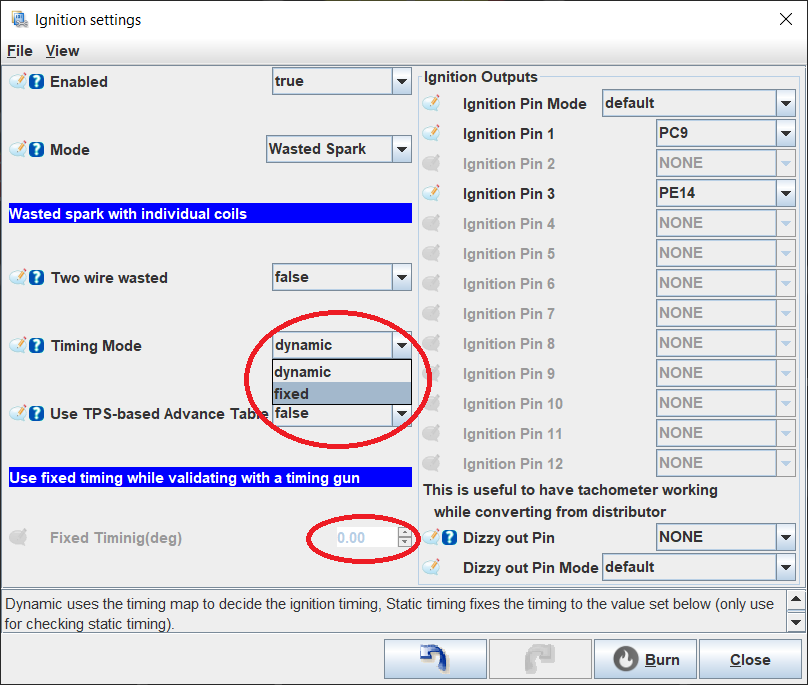 Ignition settings
File View
Enabled
true
Mode
Wasted Spark
Wasted spark with individual coils
Two wire wasted
false
Timing Mode
dynamic
dynamic
fixed
Use TPS-based Advance Table
false
Use fixed timing while validating with a timing gun
Fixed Timinig(deg)
0.00
Ignition Outputs
Ignition Pin Mode
default
Ignition Pin 1
PC9
Ignition Pin 2
NONE
Ignition Pin 3
PE14
Ignition Pin 4
NONE
Ignition Pin 5
NONE
Ignition Pin 6
NONE
Ignition Pin 7
NONE
Ignition Pin 8
NONE
Ignition Pin 9
NONE
Ignition Pin 10
NONE
Ignition Pin 11
NONE
Ignition Pin 12
NONE
This is useful to have tachometer working
while converting from distributor
Dizzy out Pin
NONE
Dizzy out Pin Mode
default
Dynamic uses the timing map to decide the ignition timing, Static timing fixes the timing to the value set below (only use
for checking static timing).
Burn
Close